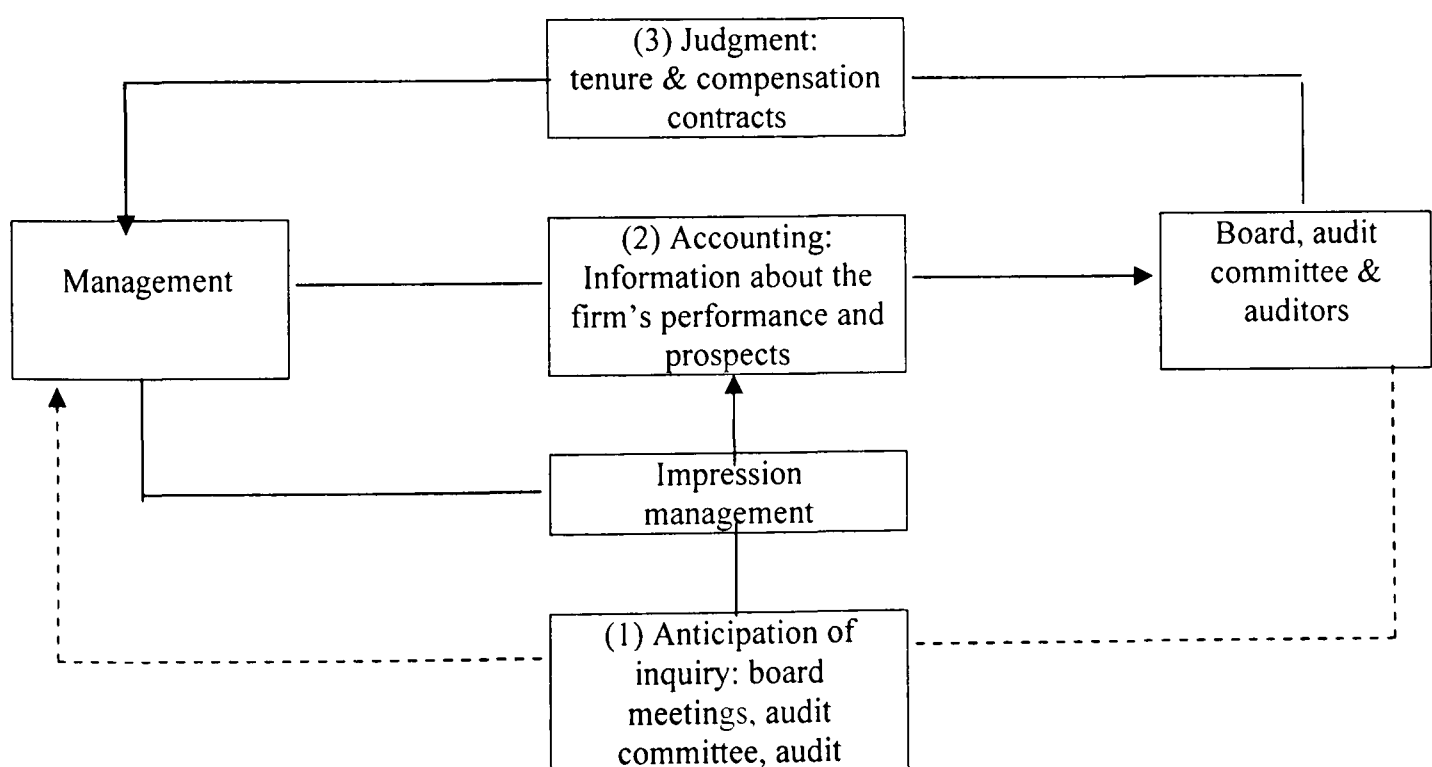 (3) Judgment:
tenure & compensation
contracts
Management
(2) Accounting:
Information about the
firm’s performance and
prospects
Board, audit
committee &
auditors
Impression
management
(1) Anticipation of
inquiry: board
meetings, audit
committee, audit